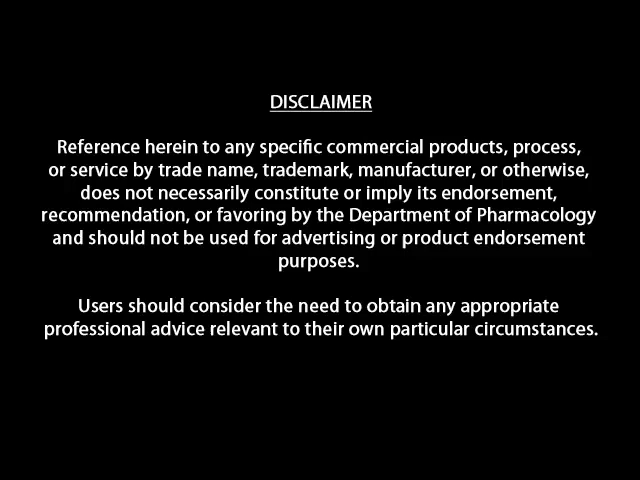 DISCLAIMER
Reference herein to any specific commercial products, process,
or service by trade name, trademark, manufacturer, or otherwise,
does not necessarily constitute or imply its endorsement,
recommendation, or favoring by the Department of Pharmacology
and should not be used for advertising or product endorsement
purposes.
Users should consider the need to obtain any appropriate
professional advice relevant to their own particular circumstances.